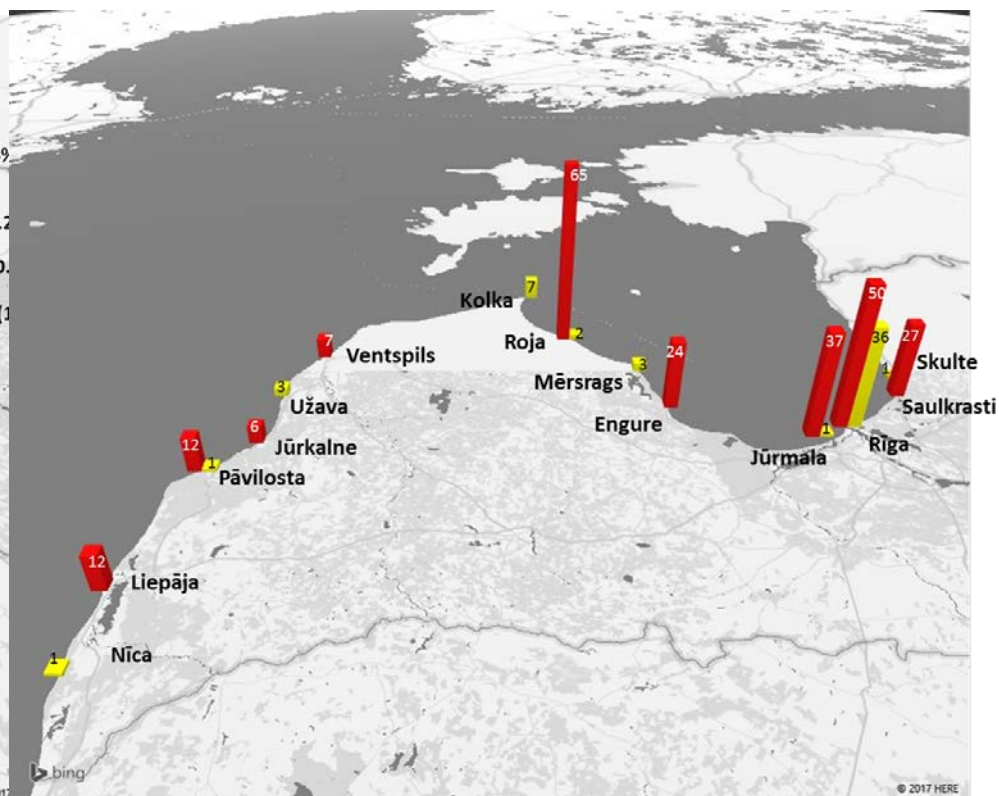 65
7
Kolka
50
2
Roja
7
Ventspils
37
36
27
1
Skulte
3
Mērsrags
24
3
Užava
Saulkrasti
Engure
6
Jūrkalne
1
Jūrmala
Rīga
12
1
Pāvilosta
12
Liepāja
1
Nīca
bing
© 2017 HERE